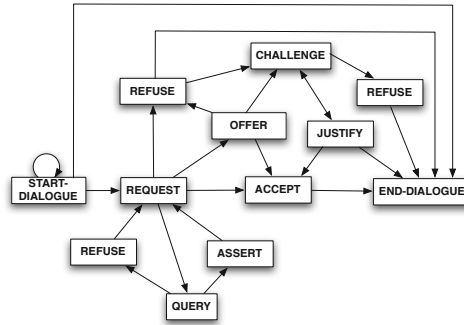 CHALLENGE
REFUSE
REFUSE
OFFER
JUSTIFY
START-
DIALOGUE
REQUEST
ACCEPT
END-DIALOGUE
REFUSE
ASSERT
QUERY